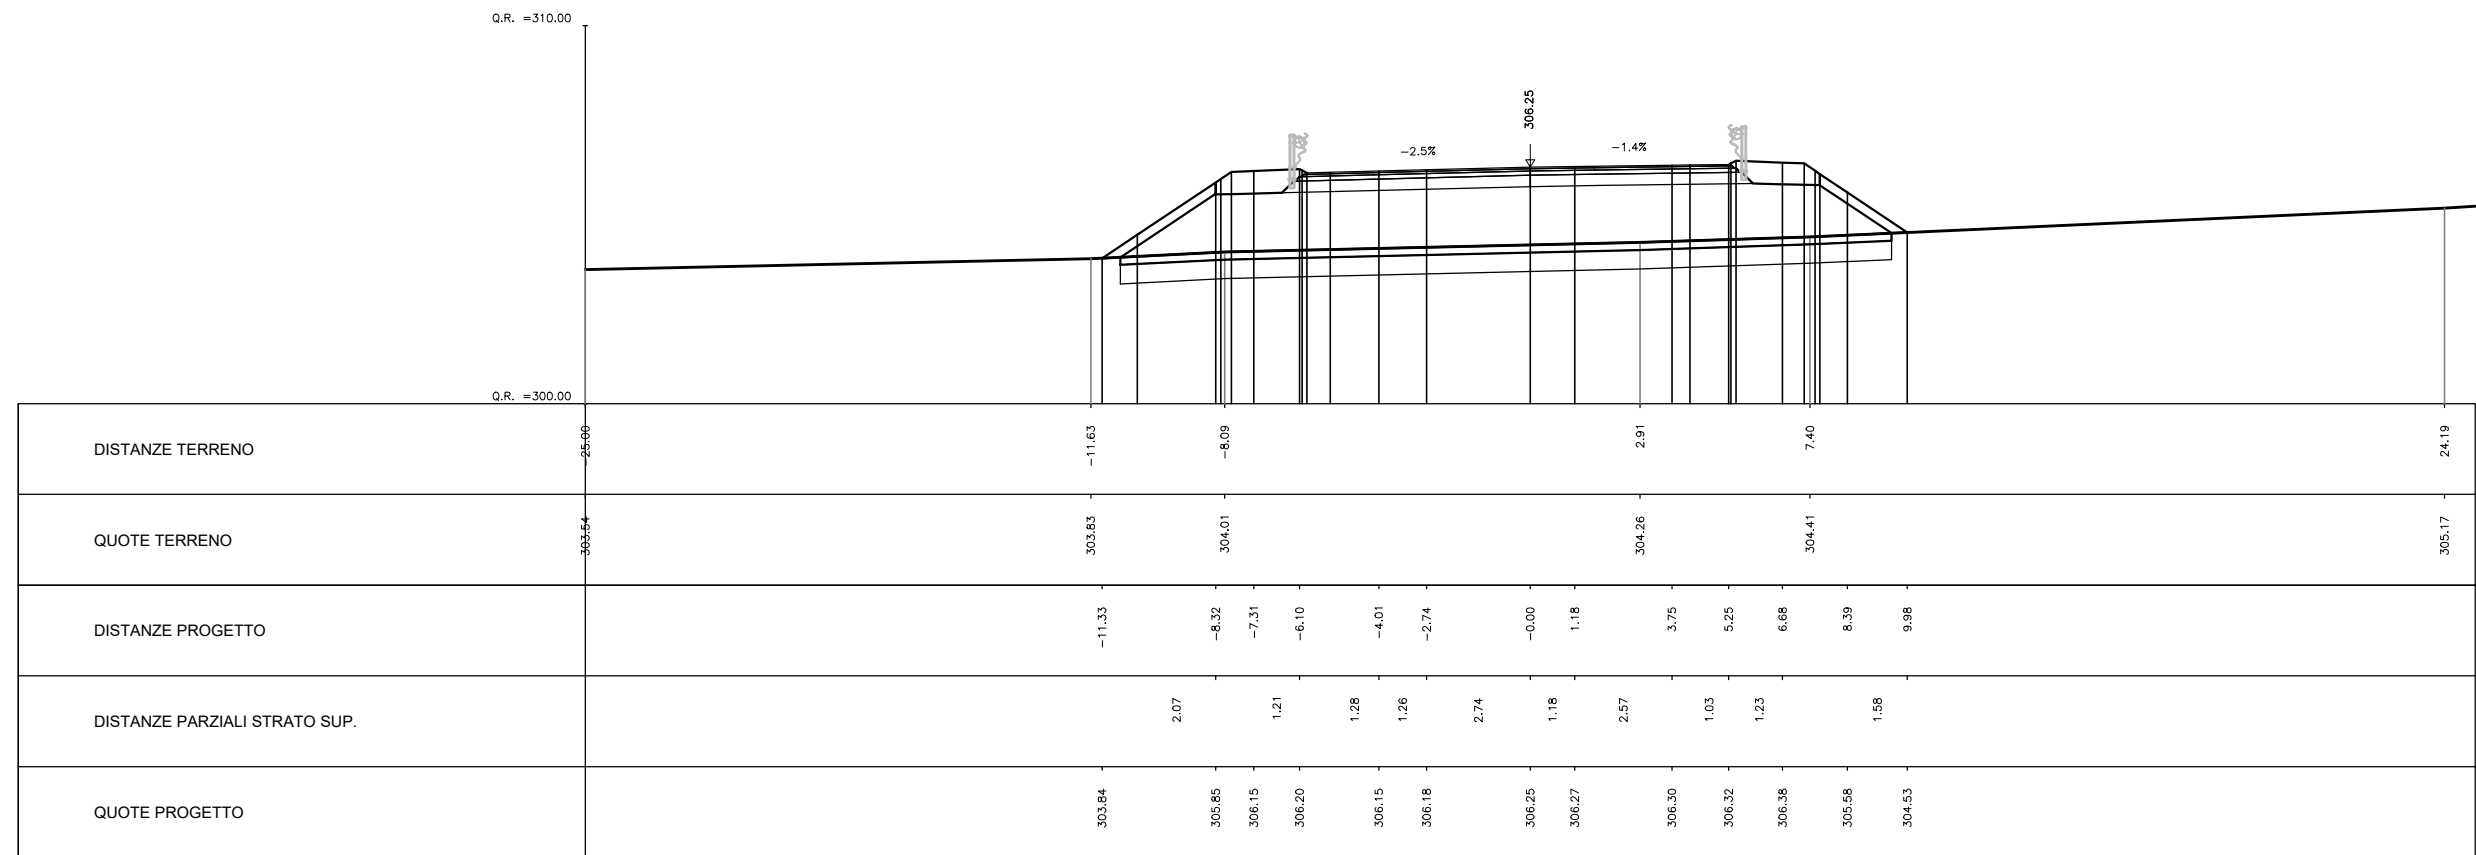 Q.R. =310.00
306.25
-2.5%
-1.4%
Q.R. =300.00
DISTANZE TERRENO
-25.00 -11.63 -8.09 2.91 7.40 24.19
QUOTE TERRENO
303.54 303.83 304.01 304.26 304.41 305.17
DISTANZE PROGETTO
-11.33 -8.32 -7.31 -6.10 -4.01 -2.74 -0.00 1.18 3.75 5.25 6.68 8.39 9.98
DISTANZE PARZIALI STRATO SUP.
2.07 1.21 1.28 1.26 2.74 1.18 2.57 1.03 1.23 1.58
QUOTE PROGETTO
303.84 305.85 306.15 306.20 306.15 306.18 306.25 306.27 306.30 306.32 306.38 305.58 304.53